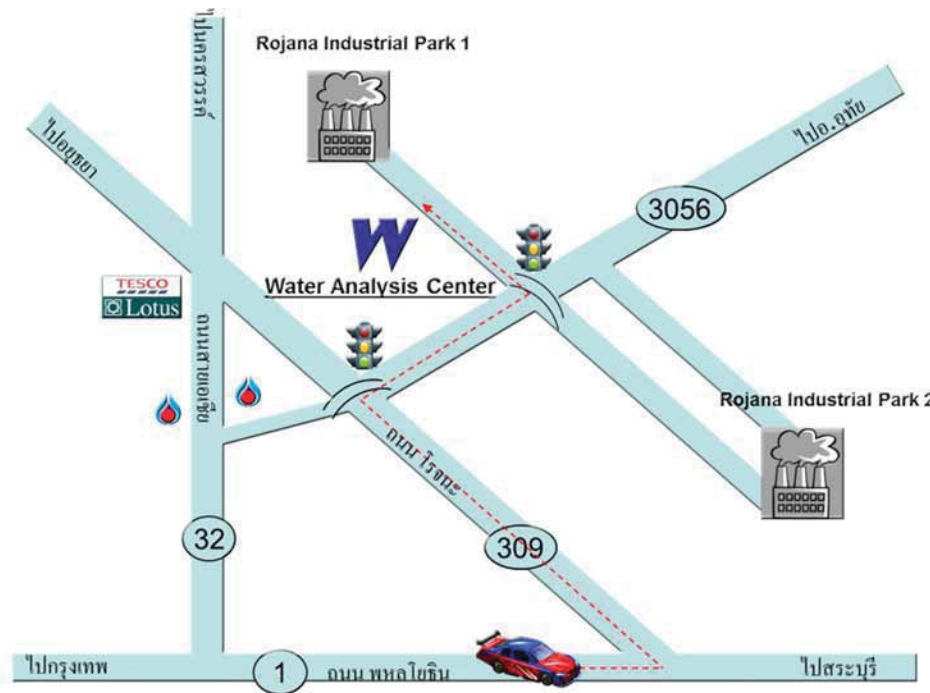 ไปนครสวรรค์
Rojana Industrial Park 1
ไปอยุธยา
ไปอ.อุทัย
3056
W
Water Analysis Center
TESCO
Lotus
ถนนสายเอเซีย
Rojana Industrial Park 2
ถนน โรจนะ
32
309
ไปกรุงเทพ
1
ถนน พหลโยธิน
ไปสระบุรี